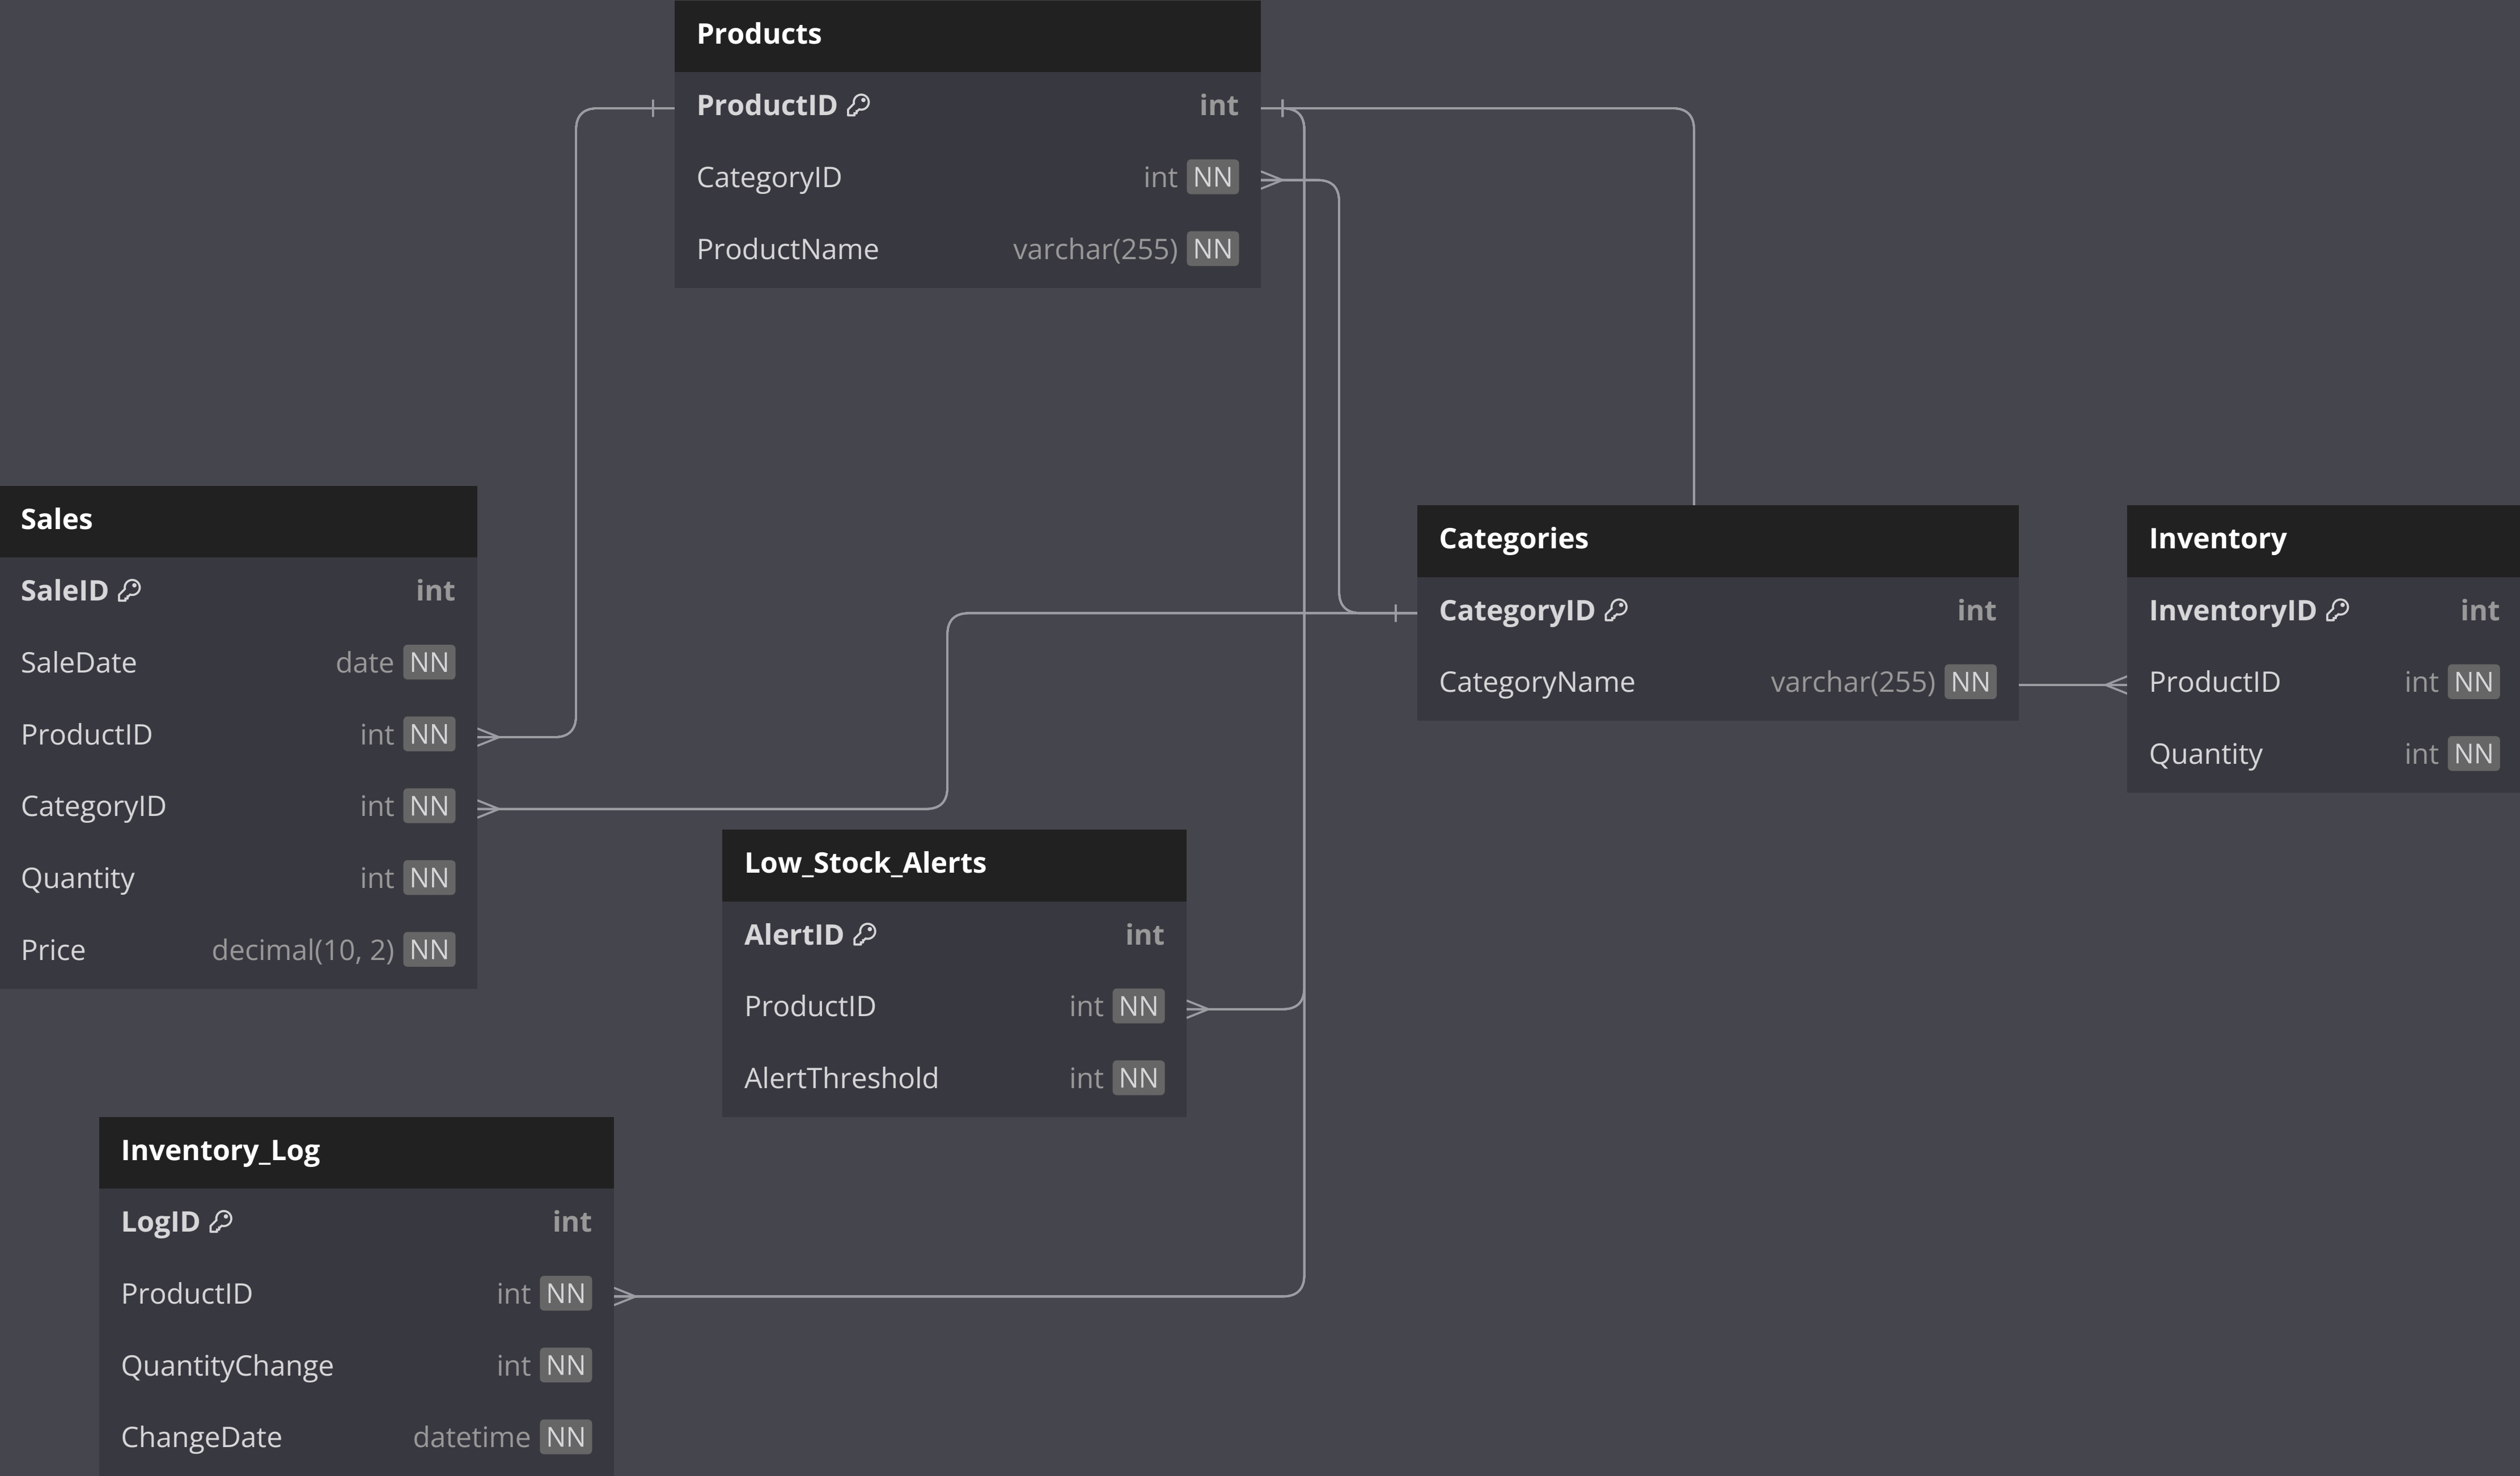 Products
ProductID int
CategoryID int NN
ProductName varchar(255) NN
Sales
SaleID int
SaleDate date NN
ProductID int NN
CategoryID int NN
Quantity int NN
Price decimal(10, 2) NN
Categories
CategoryID int
CategoryName varchar(255) NN
Inventory
InventoryID int
ProductID int NN
Quantity int NN
Low_Stock_Alerts
AlertID int
ProductID int NN
AlertThreshold int NN
Inventory_Log
LogID int
ProductID int NN
QuantityChange int NN
ChangeDate datetime NN